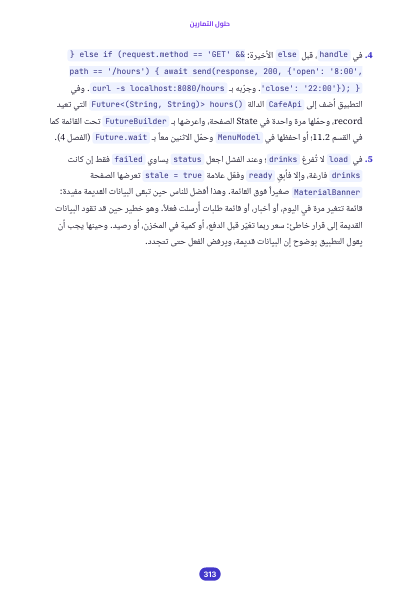 حلول التمارين
4. في handle، قبل else الأخيرة: } else if (request.method == 'GET' &&
path == '/hours') { await send(response, 200, {'open': '8:00',
'close': '22:00'}); }. وجرّبه بـ curl -s localhost:8080/hours. وفي
التطبيق أضف إلى CafeApi الدالة Future<(String, String)> hours() التي تعيد
record، وحمّلها مرة واحدة في State الصفحة، واعرضها بـ FutureBuilder تحت القائمة كما
في القسم 11.2؛ أو احفظها في MenuModel وحمّل الاثنين معاً بـ Future.wait (الفصل 4).
5. في load لا تُفرغ drinks؛ وعند الفشل اجعل status يساوي failed فقط إن كانت
drinks فارغة، وإلا فأبقِ ready وفعّل علامة stale = true تعرضها الصفحة
MaterialBanner صغيراً فوق القائمة. وهذا أفضل للناس حين تبقى البيانات القديمة مفيدة:
قائمة تتغير مرة في اليوم، أو أخبار، أو قائمة طلبات أُرسلت فعلاً. وهو خطير حين قد تقود البيانات
القديمة إلى قرار خاطئ: سعر ربما تغيّر قبل الدفع، أو كمية في المخزن، أو رصيد. وحينها يجب أن
يقول التطبيق بوضوح إن البيانات قديمة، ويرفض الفعل حتى تتجدد.
313